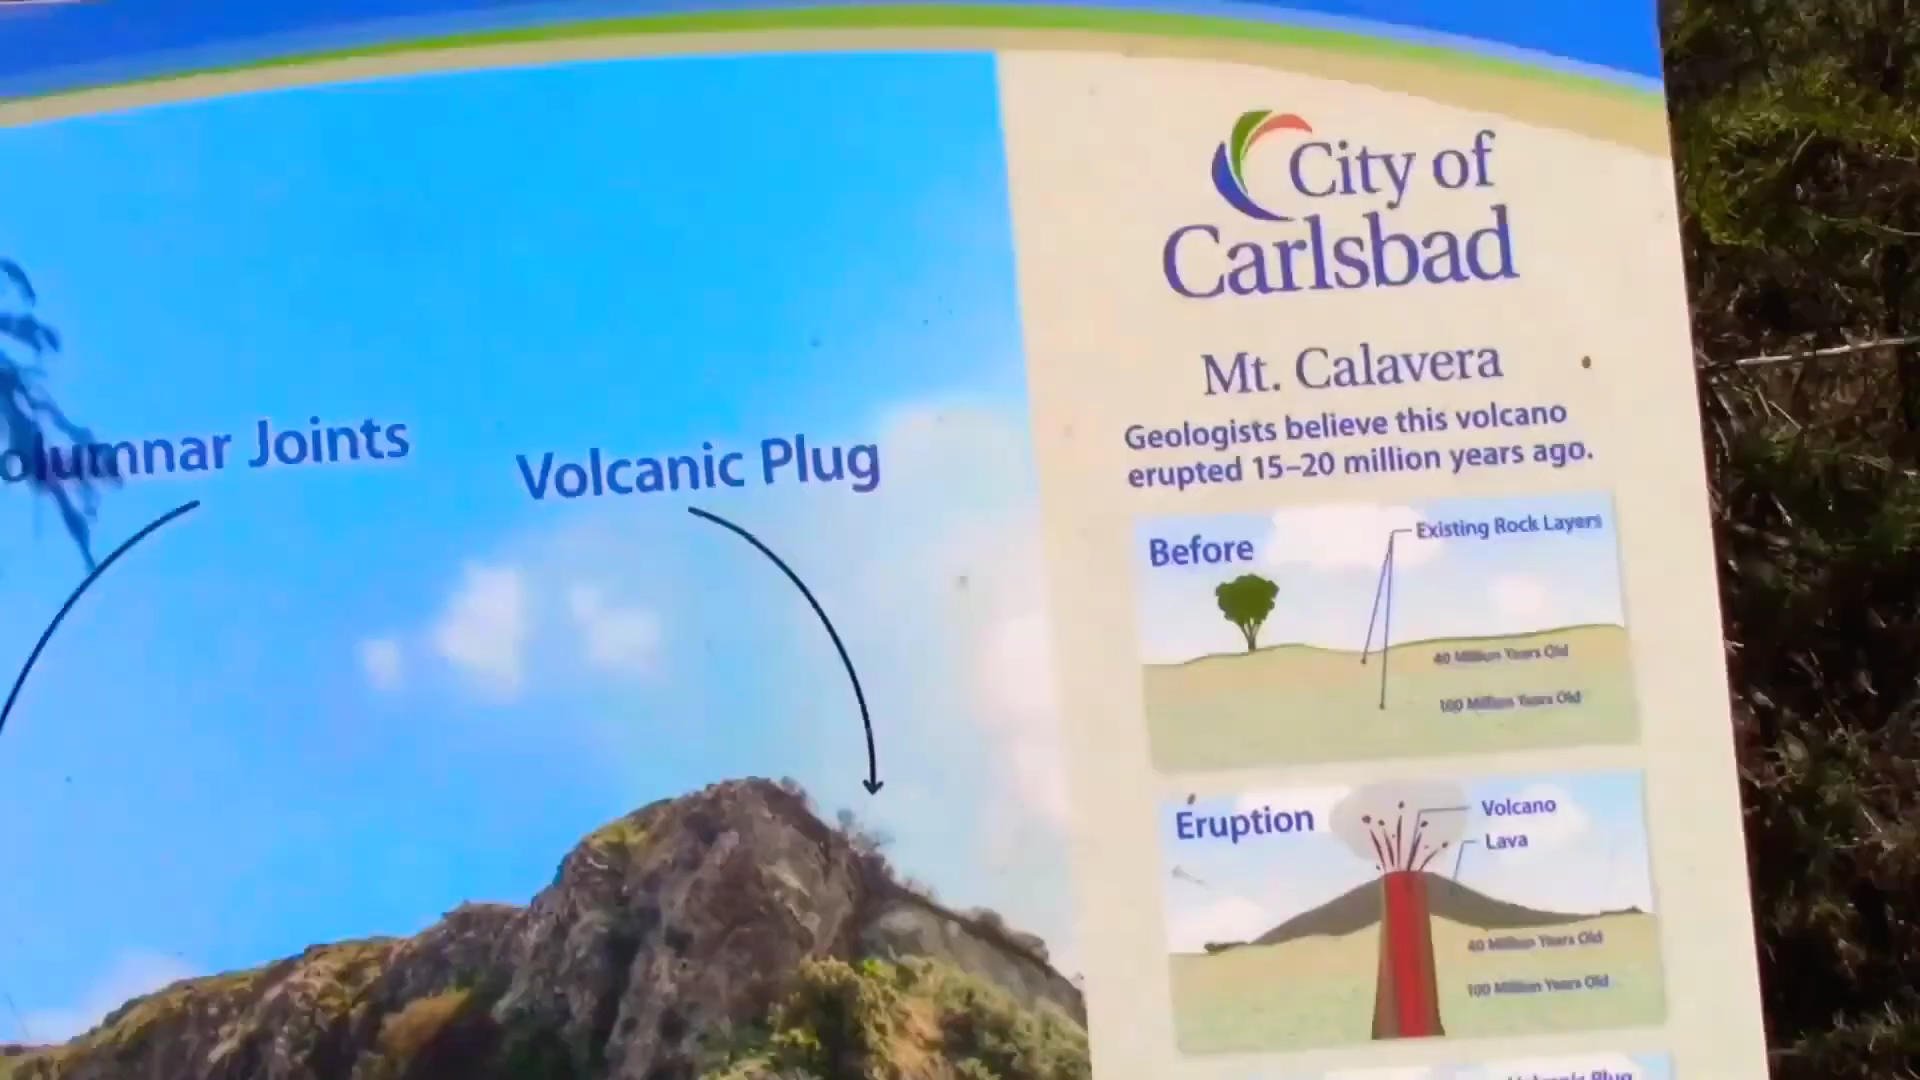 City of
Carlsbad
Mt. Calavera
Geologists believe this volcano
erupted 15–20 million years ago.
olumnar Joints
Volcanic Plug
Before
Existing Rock Layers
40 Million Years Old
100 Million Years Old
Eruption
Volcano
Lava
40 Million Years Old
100 Million Years Old
Volcanic Plug